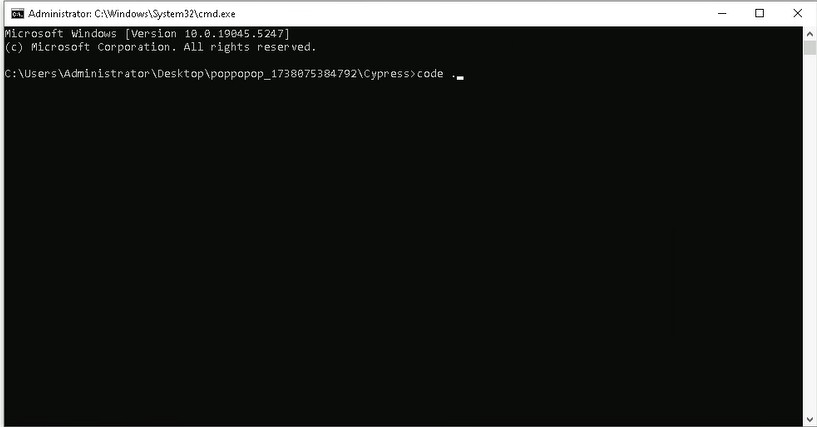 Administrator: C:\Windows\System32\cmd.exe
Microsoft Windows [Version 10.0.19045.5247]
(c) Microsoft Corporation. All rights reserved.
C:\Users\Administrator\Desktop\poppopop_1738075384792\Cypress>code .